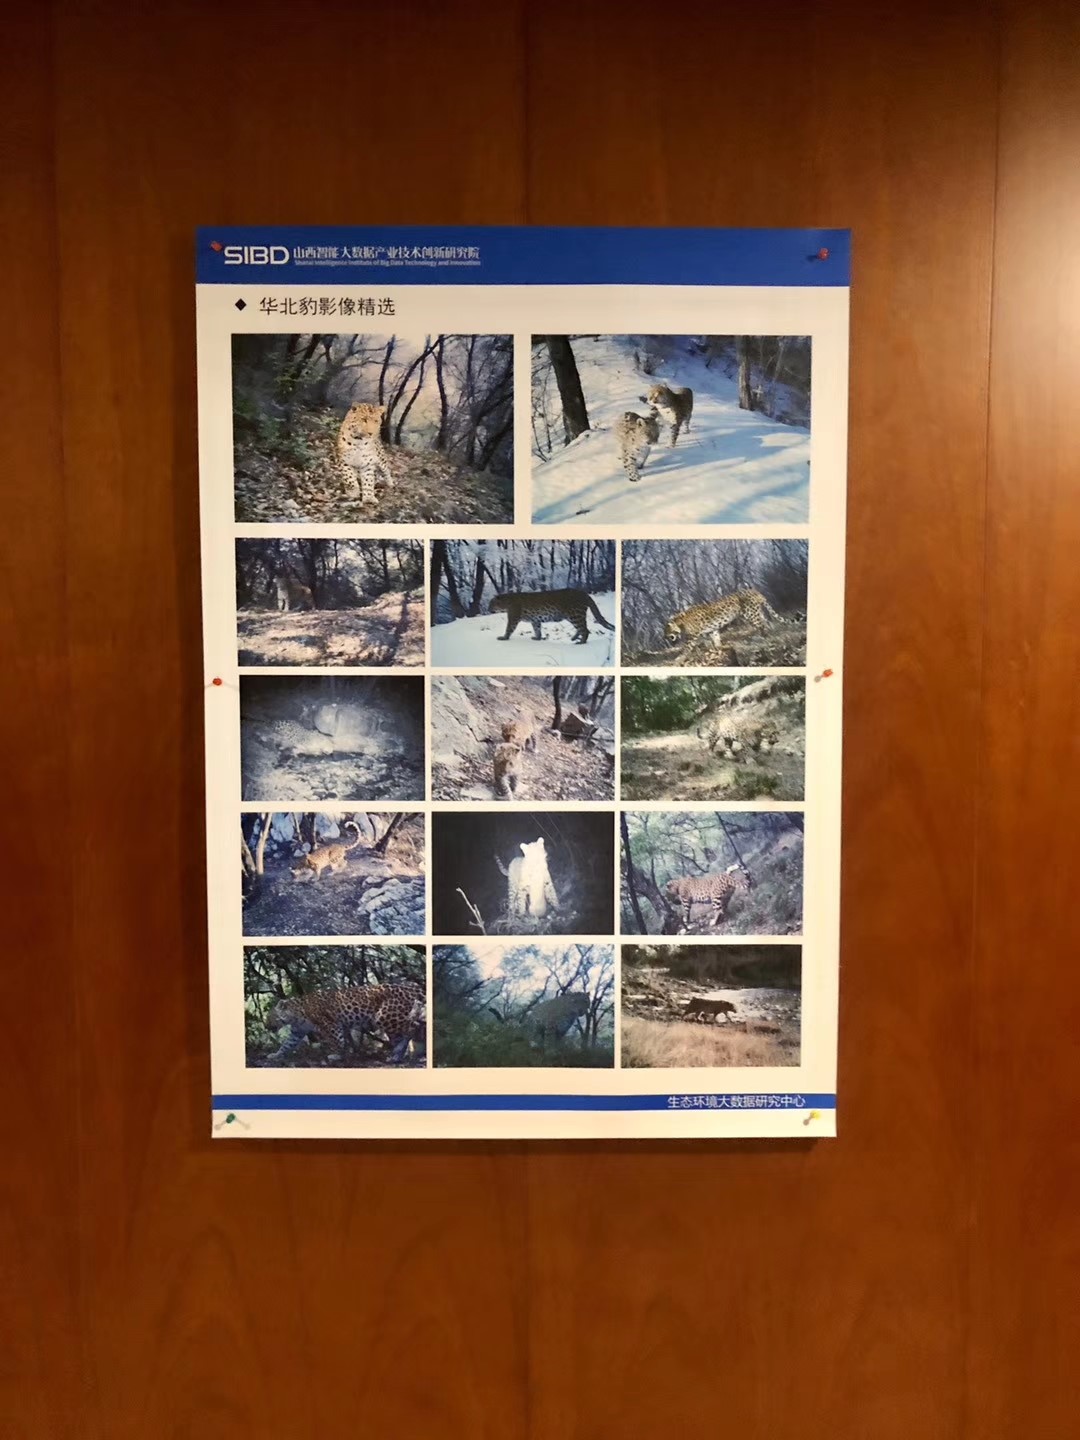 SIBD 山西智能大数据产业技术创新研究院
Shanxi Intelligence Institute of Big Data Technology and Innovation
◆ 华北豹影像精选
生态环境大数据研究中心